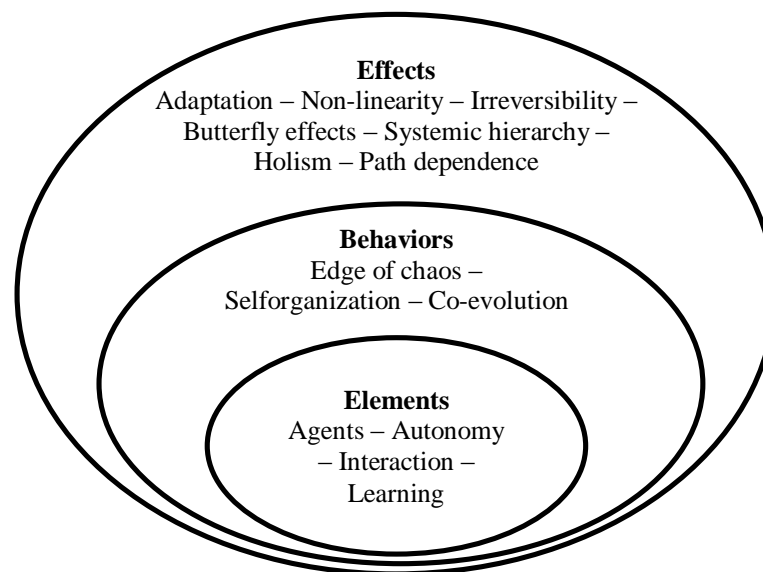 Effects
Adaptation – Non-linearity – Irreversibility –
Butterfly effects – Systemic hierarchy –
Holism – Path dependence
Behaviors
Edge of chaos –
Selforganization – Co-evolution
Elements
Agents – Autonomy
– Interaction –
Learning